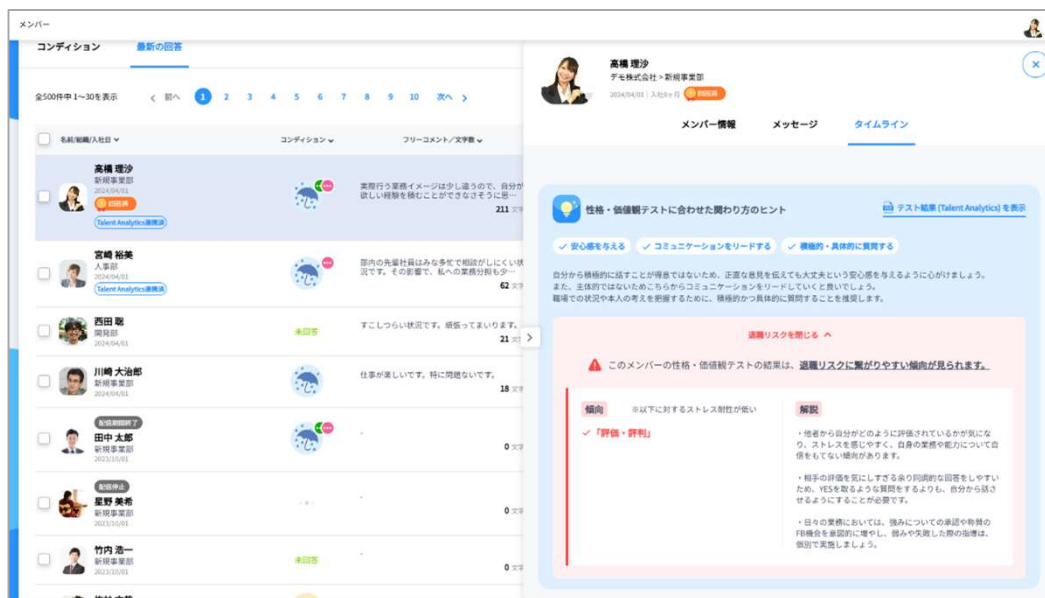 メンバー
コンディション
最新の回答
全500件中 1～30を表示
前へ 1 2 3 4 5 6 7 8 9 10 次へ
名前/組織/入社日
コンディション
フリーコメント/文字数
高橋 理沙
新規事業部
2024/04/01
Talent Analytics連携済
実際行う業務イメージは少し違うので、自分が
欲しい経験を積むことができなさそうに思…
211 文字
宮崎 裕美
人事部
2024/04/01
Talent Analytics連携済
部内の先輩社員はみな多忙で相談がしにくい状
況です。その影響で、私への業務分担も少…
62
西田 聡
開発部
2024/04/01
未回答
すこしつらい状況です。頑張ってまいります。
21
川崎 大治郎
新規事業部
2024/04/01
仕事が楽しいです。特に問題ないです。
18
配信期間終了
田中 太郎
新規事業部
2023/10/01
0
配信停止
星野 美希
新規事業部
2023/10/01
0
竹内 浩一
新規事業部
2023/10/01
未回答
0
高橋 理沙
デモ株式会社 > 新規事業部
2024/04/01
メンバー情報
メッセージ
タイムライン
性格・価値観テストに合わせた関わり方のヒント
テスト結果 (Talent Analytics) を表示
安心感を与える
コミュニケーションをリードする
積極的・具体的に質問する
自分から積極的に話すことが得意ではないため、正直な意見を伝えても大丈夫という安心感を与えるように心がけましょう。
また、主体的ではないためこちらからコミュニケーションをリードしていくと良いでしょう。
職場での状況や本人の考えを把握するために、積極的かつ具体的に質問することを推奨します。
退職リスクを閉じる
このメンバーの性格・価値観テストの結果は、退職リスクに繋がりやすい傾向が見られます。
傾向
※以下に対するストレス耐性が低い
「評価・評判」
解説
・他者から自分がどのように評価されているかが気にな
り、ストレスを感じやすく、自身の業務や能力について自
信をもてない傾向があります。
・相手の評価を気にしすぎる余り同調的な回答をしやすい
ため、YESを取るような質問をするよりも、自分から話さ
せるようにすることが必要です。
・日々の業務においては、強みについての承認や称賛の
FB機会を意図的に増やし、弱みや失敗した際の指導は、
個別で実施しましょう。